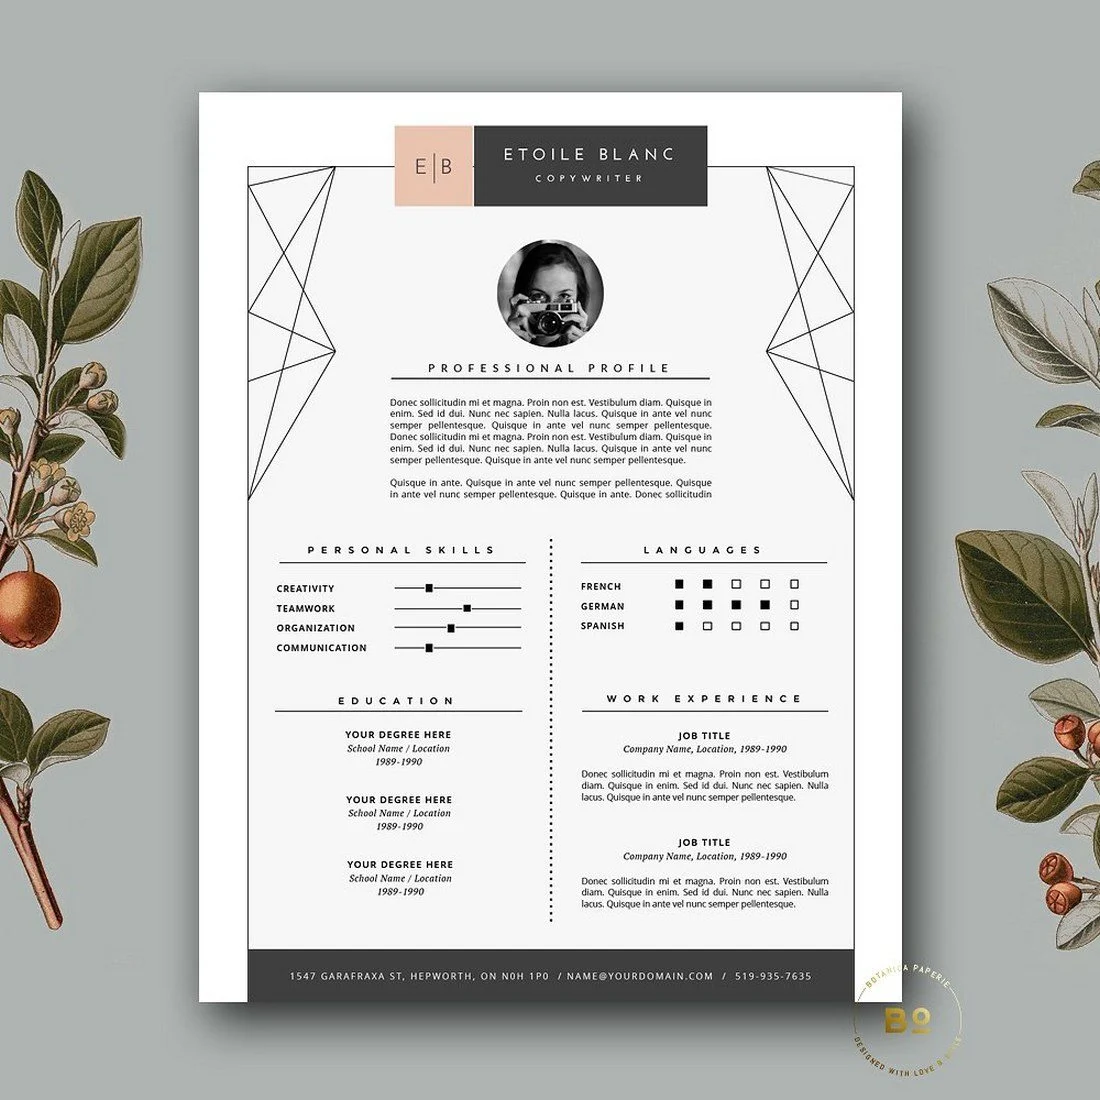 E|B
ETOILE BLANC
COPYWRITER
PROFESSIONAL PROFILE
Donec sollicitudin mi et magna. Proin non est. Vestibulum diam. Quisque in
enim. Sed id dui. Nunc nec sapien. Nulla lacus. Quisque in ante vel nunc
semper pellentesque. Quisque in ante vel nunc semper pellentesque.
Donec sollicitudin mi et magna. Proin non est. Vestibulum diam. Quisque in
enim. Sed id dui. Nunc nec sapien. Nulla lacus. Quisque in ante vel nunc
semper pellentesque. Quisque in ante vel nunc semper pellentesque.
Quisque in ante. Quisque in ante vel nunc semper pellentesque. Quisque
in ante vel nunc semper pellentesque. Quisque in ante. Donec sollicitudin
PERSONAL SKILLS
CREATIVITY
TEAMWORK
ORGANIZATION
COMMUNICATION
LANGUAGES
FRENCH
GERMAN
SPANISH
EDUCATION
YOUR DEGREE HERE
School Name / Location
1989-1990
YOUR DEGREE HERE
School Name / Location
1989-1990
YOUR DEGREE HERE
School Name / Location
1989-1990
WORK EXPERIENCE
JOB TITLE
Company Name, Location, 1989-1990
Donec sollicitudin mi et magna. Proin non est. Vestibulum
diam. Quisque in enim. Sed id dui. Nunc nec sapien. Nulla
lacus. Quisque in ante vel nunc semper pellentesque.
JOB TITLE
Company Name, Location, 1989-1990
Donec sollicitudin mi et magna. Proin non est. Vestibulum
diam. Quisque in enim. Sed id dui. Nunc nec sapien. Nulla
lacus. Quisque in ante vel nunc semper pellentesque.
1547 GARAFRAXA ST, HEPWORTH, ON N0H 1P0 / NAME@YOURDOMAIN.COM / 519-935-7635
BOTANICA PAPERIE
BO
DESIGNED WITH LOVE &